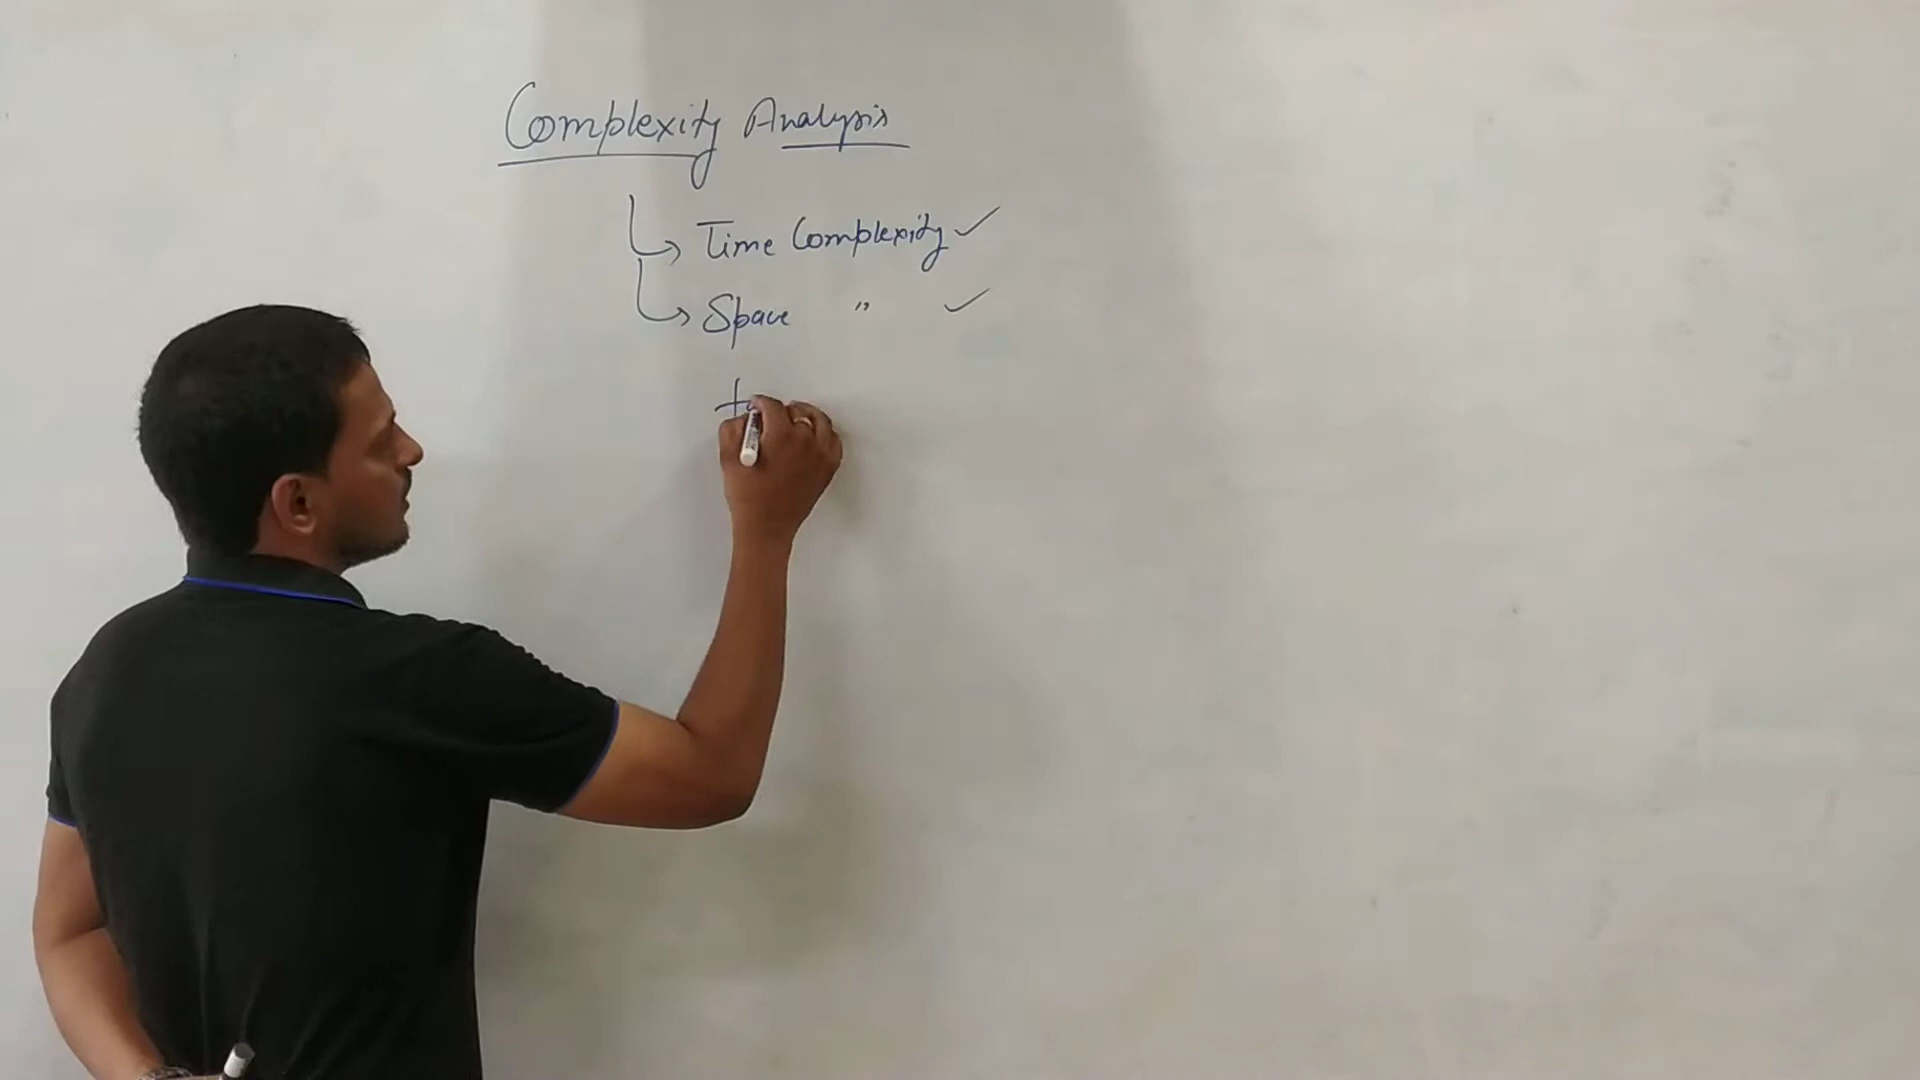 Complexity Analysis
Time Complexity ✓
Space " ✓